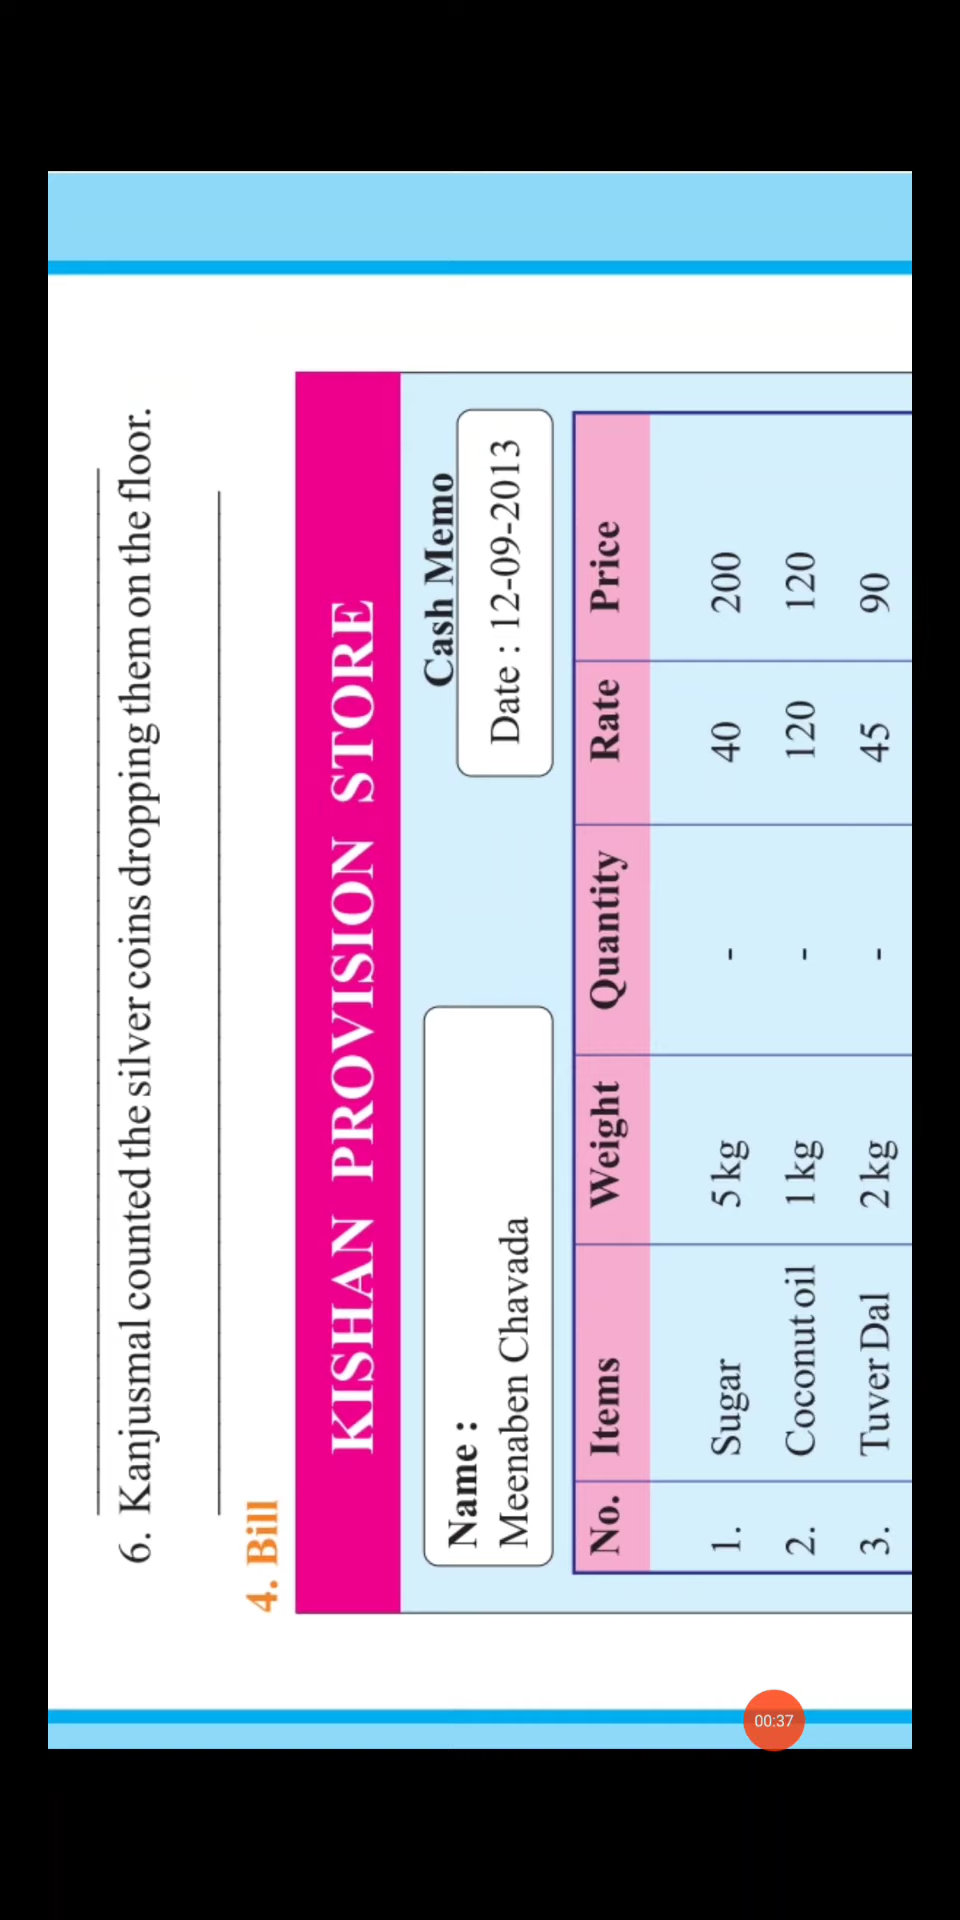 6. Kanjusmal counted the silver coins dropping them on the floor.
4. Bill
KISHAN PROVISION STORE
Cash Memo
Name :
Meenaben Chavada
Date : 12-09-2013
No. Items Weight Quantity Rate Price
1. Sugar 5 kg - 40 200
2. Coconut oil 1 kg - 120 120
3. Tuver Dal 2 kg - 45 90
00:37